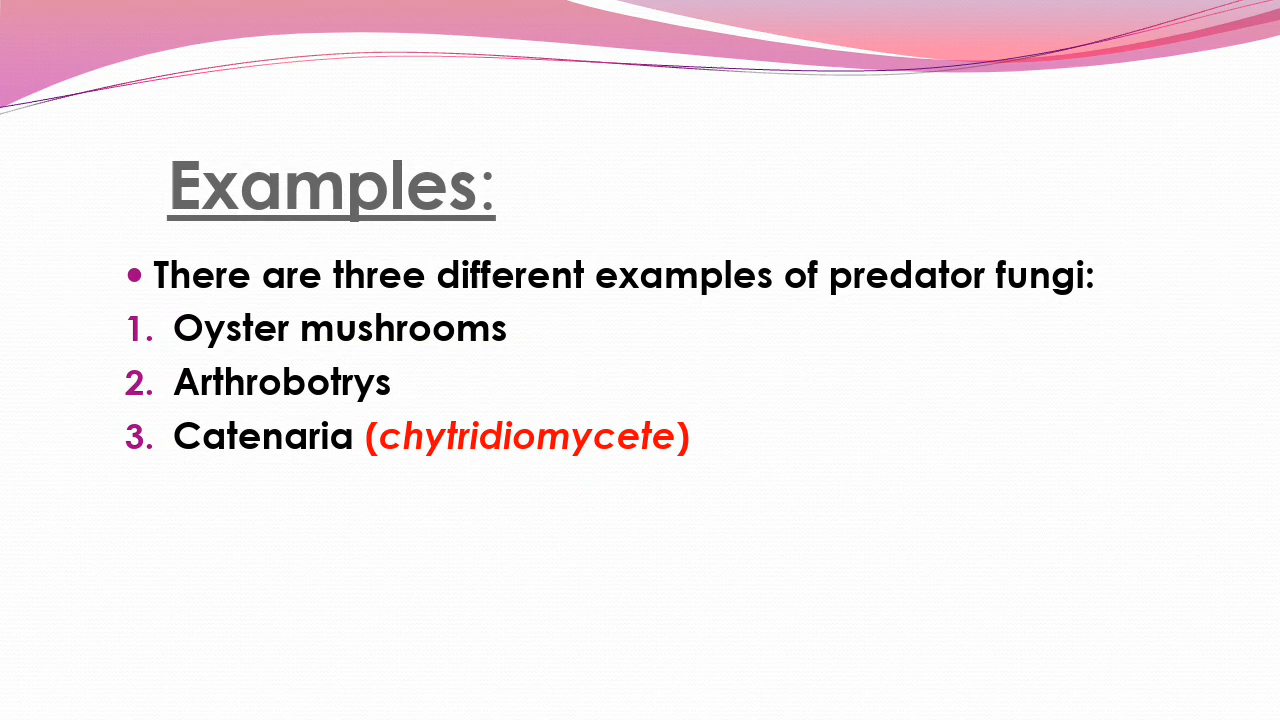 Examples:
• There are three different examples of predator fungi:
1. Oyster mushrooms
2. Arthrobotrys
3. Catenaria (chytridiomycete)